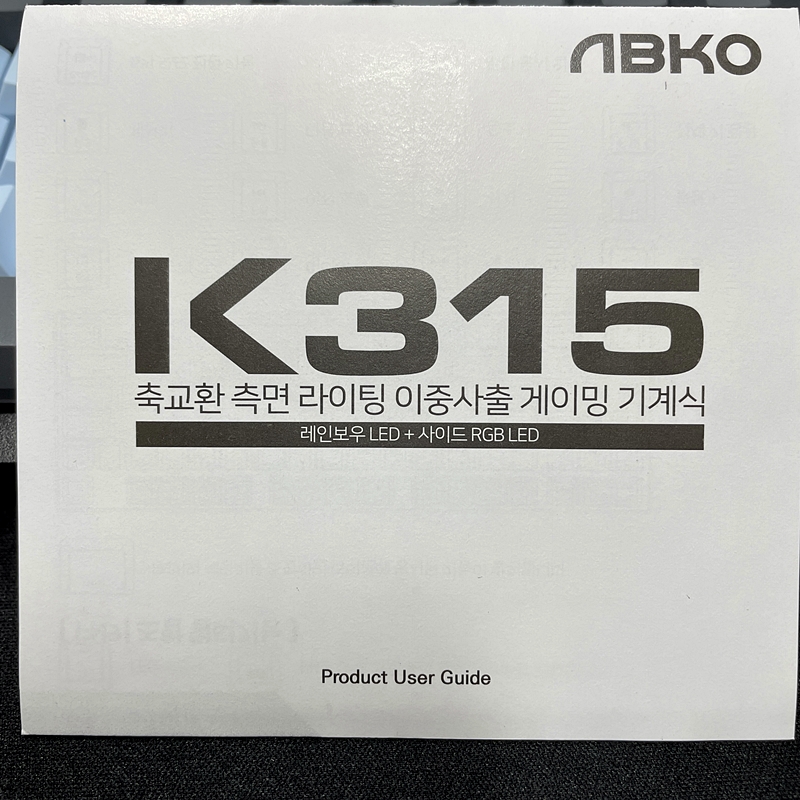 ABKO
K315
축교환 측면 라이팅 이중사출 게이밍 기계식
레인보우 LED + 사이드 RGB LED
Product User Guide